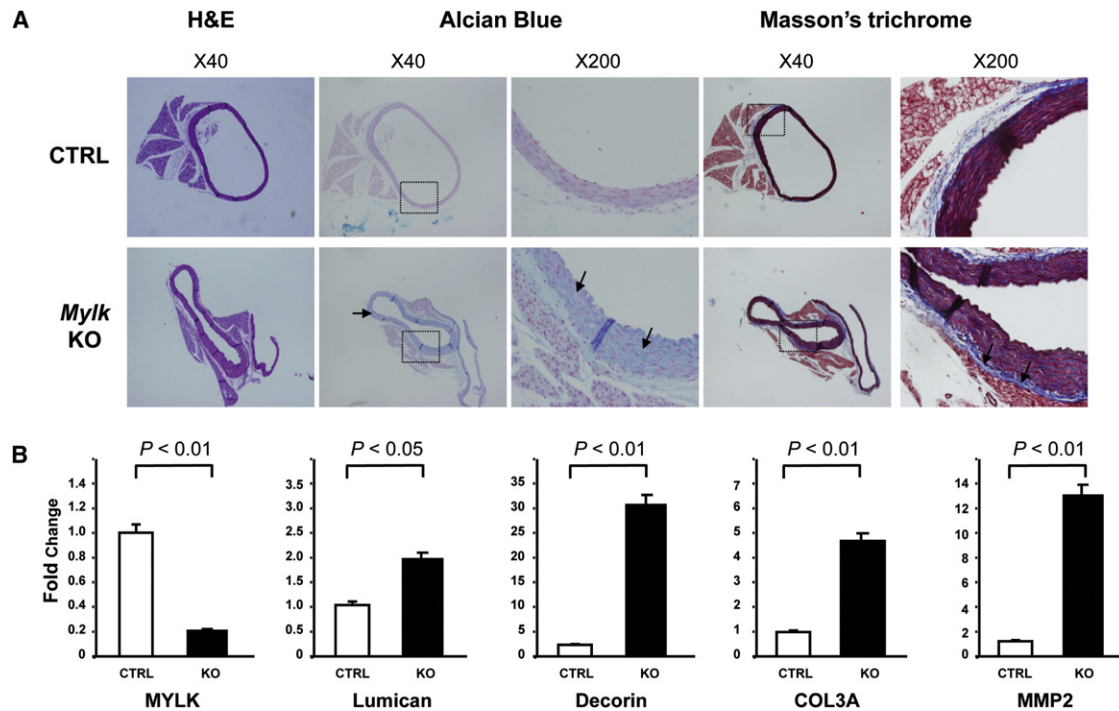 A
H&E Alcian Blue Masson's trichrome
X40 X40 X200 X40 X200
CTRL
Mylk
KO
B
P < 0.01 P < 0.05 P < 0.01 P < 0.01 P < 0.01
Fold Change
1.4
1.2
1.0
0.8
0.6
0.4
0.2
0
CTRL KO
MYLK
3.5
3.0
2.5
2.0
1.5
1.0
0.5
0
CTRL KO
Lumican
40
35
30
25
20
15
10
5
0
CTRL KO
Decorin
7
7
6
5
4
3
2
1
0
CTRL KO
COL3A
14
12
10
8
6
4
2
0
CTRL KO
MMP2